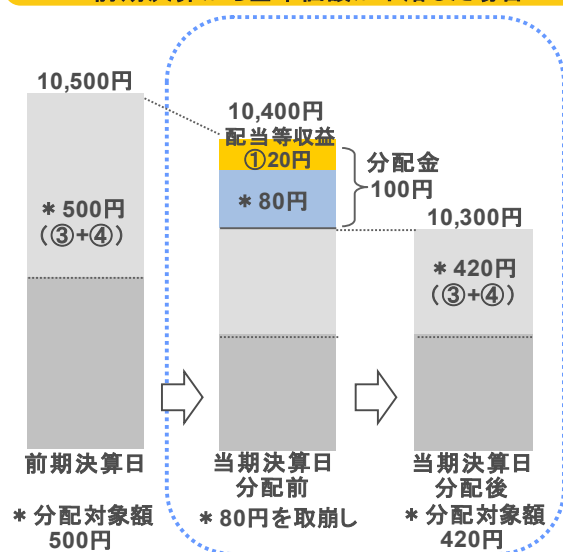 10,500円
10,400円
配当等収益
①20円
分配金
100円
*80円
*500円
(③+④)
10,300円
*420円
(③+④)
前期決算日
当期決算日
分配前
当期決算日
分配後
*分配対象額
500円
*80円を取崩し
*分配対象額
420円